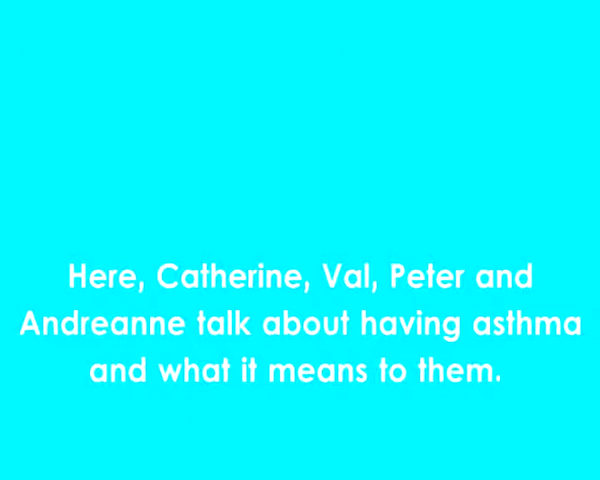 Here, Catherine, Val, Peter and
Andreanne talk about having asthma
and what it means to them.